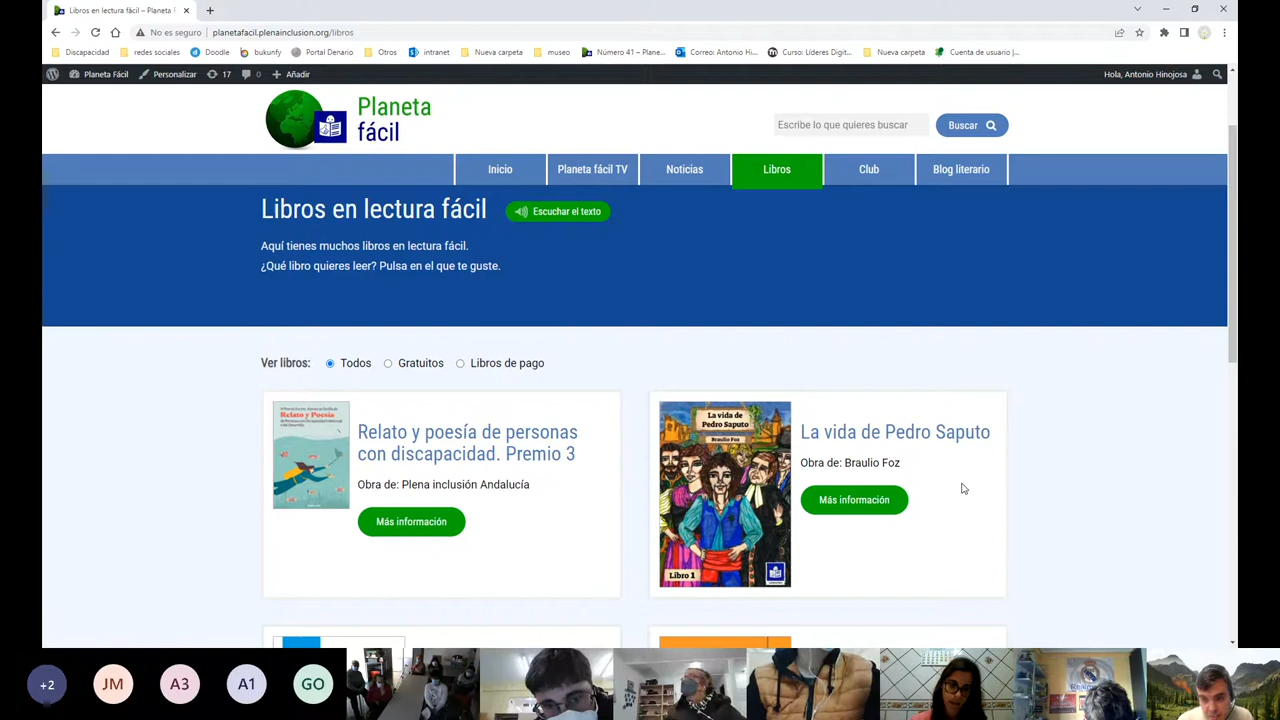 Libros en lectura fácil – Planeta F
No es seguro planetafacil.plenainclusion.org/libros
Discapacidad redes sociales Doodle bukunfy Portal Denario Otros intranet Nueva carpeta museo Número 41 – Plane... Correo: Antonio Hi... Curso: Líderes Digit... Nueva carpeta Cuenta de usuario |...
Planeta Fácil Personalizar 17 0 Añadir Hola, Antonio Hinojosa
Planeta
fácil
Escribe lo que quieres buscar Buscar
Inicio Planeta fácil TV Noticias Libros Club Blog literario
Libros en lectura fácil Escuchar el texto
Aquí tienes muchos libros en lectura fácil.
¿Qué libro quieres leer? Pulsa en el que te guste.
Ver libros: Todos Gratuitos Libros de pago
Relato y Poesía
Relato y poesía de personas
con discapacidad. Premio 3
Obra de: Plena inclusión Andalucía
Más información
La vida de
Pedro Saputo
Braulio Foz
Libro 1
La vida de Pedro Saputo
Obra de: Braulio Foz
Más información
+2 JM A3 A1 GO